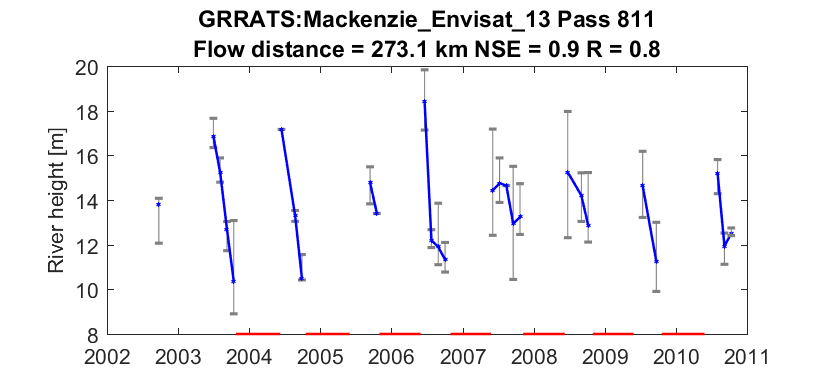 GRRATS:Mackenzie_Envisat_13 Pass 811
Flow distance = 273.1 km NSE = 0.9 R = 0.8
River height [m]
20
18
16
14
12
10
8
2002 2003 2004 2005 2006 2007 2008 2009 2010 2011